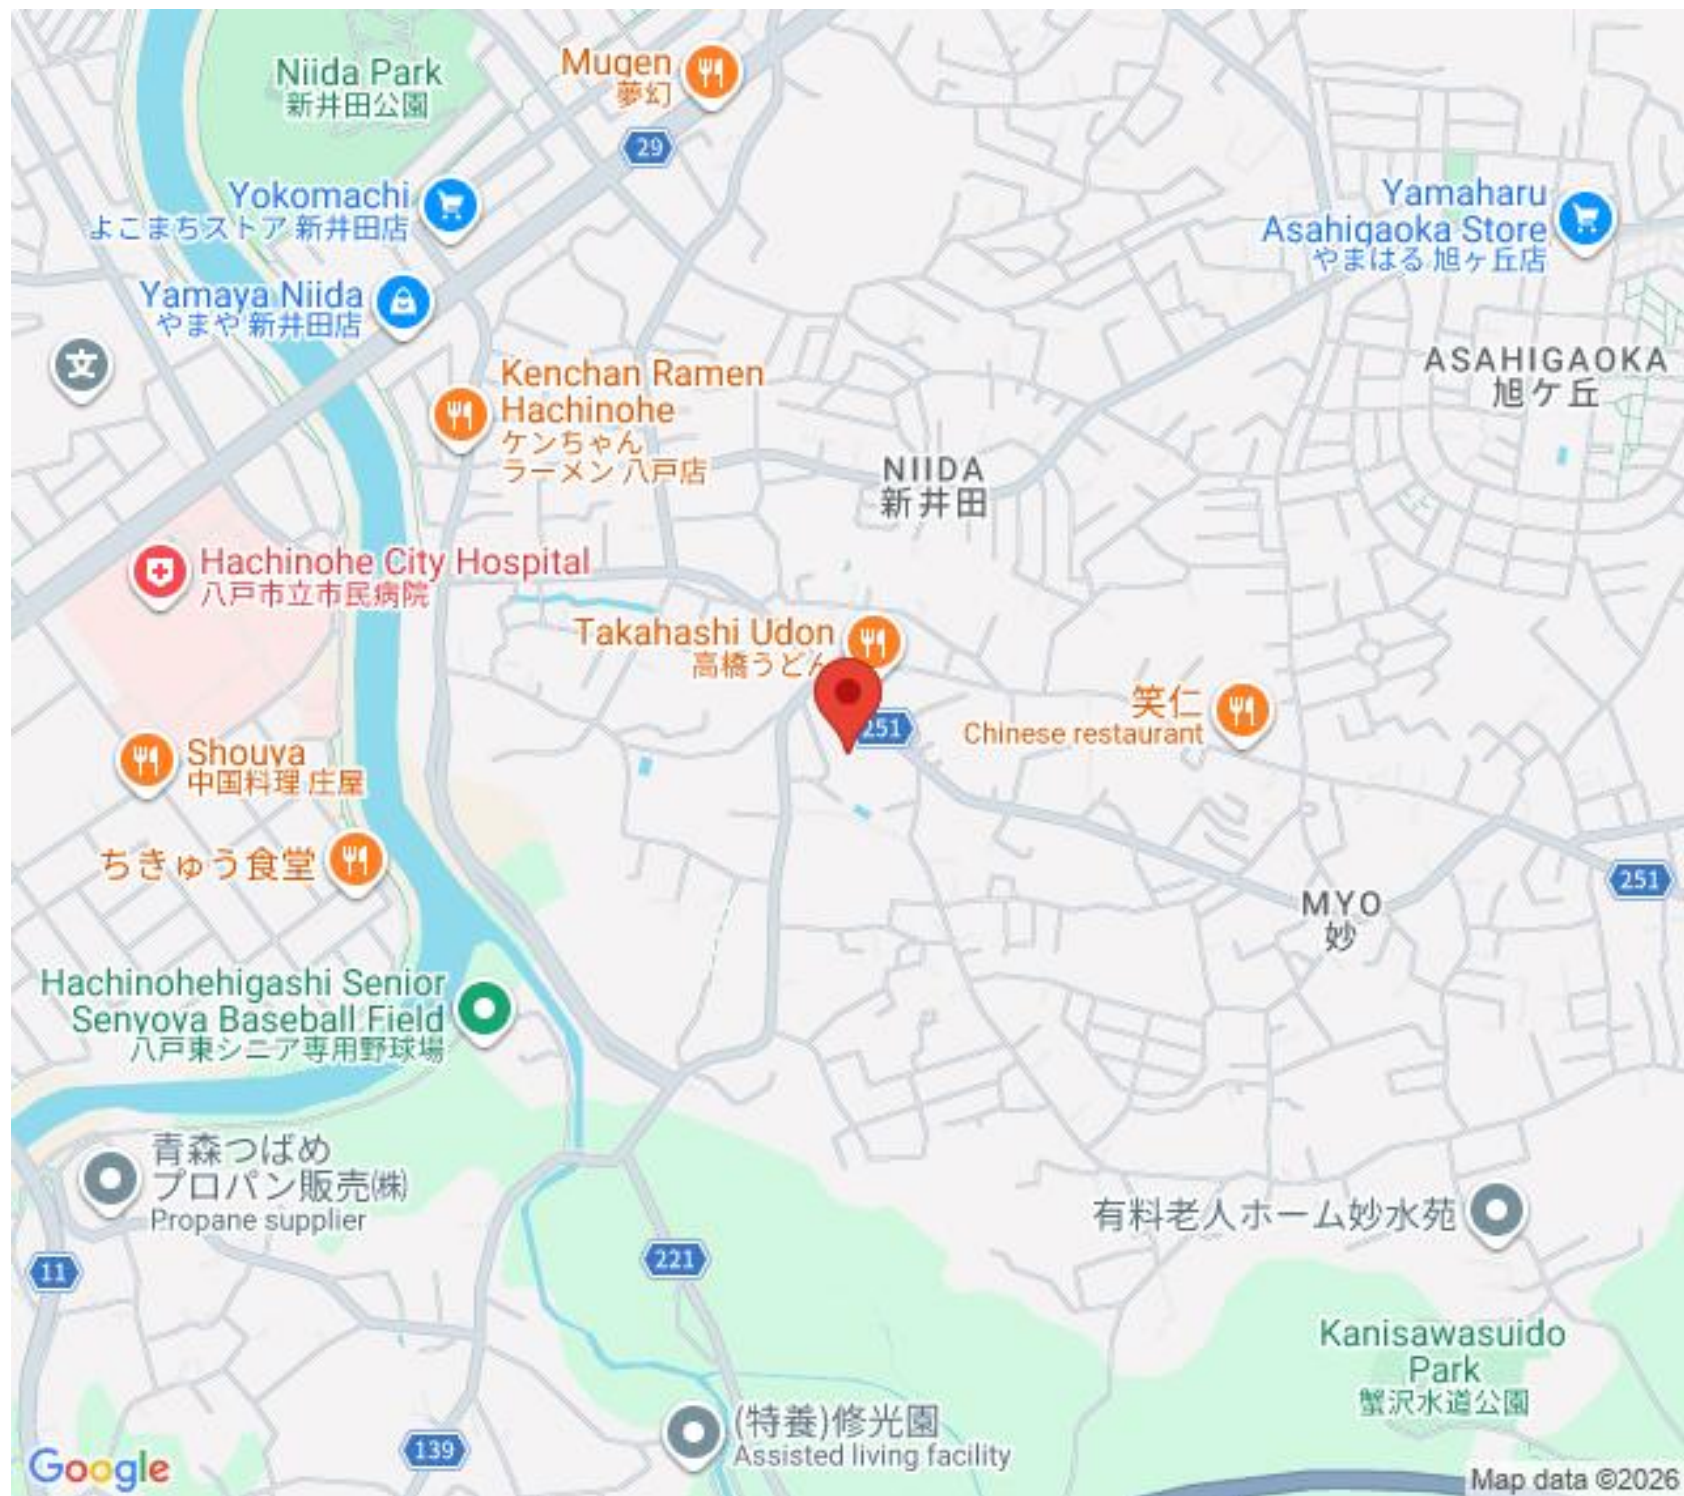 Niida Park
新井田公園
Mugen
夢幻
29
Yokomachi
よこまちストア 新井田店
Yamaharu
Asahigaoka Store
やまはる 旭ヶ丘店
Yamaya Niida
やまや 新井田店
文
Kenchan Ramen
Hachinohe
ケンちゃん
ラーメン 八戸店
ASAHIGAOKA
旭ケ丘
NIIDA
新井田
Hachinohe City Hospital
八戸市立市民病院
Takahashi Udon
高橋うどん
251
笑仁
Chinese restaurant
Shouya
中国料理 庄屋
ちきゅう食堂
251
MYO
妙
Hachinohehigashi Senior
Senyoya Baseball Field
八戸東シニア専用野球場
青森つばめ
プロパン販売㈱
Propane supplier
有料老人ホーム妙水苑
11
221
Kanisawasuido
Park
蟹沢水道公園
139
(特養)修光園
Assisted living facility
Google
Map data ©2026